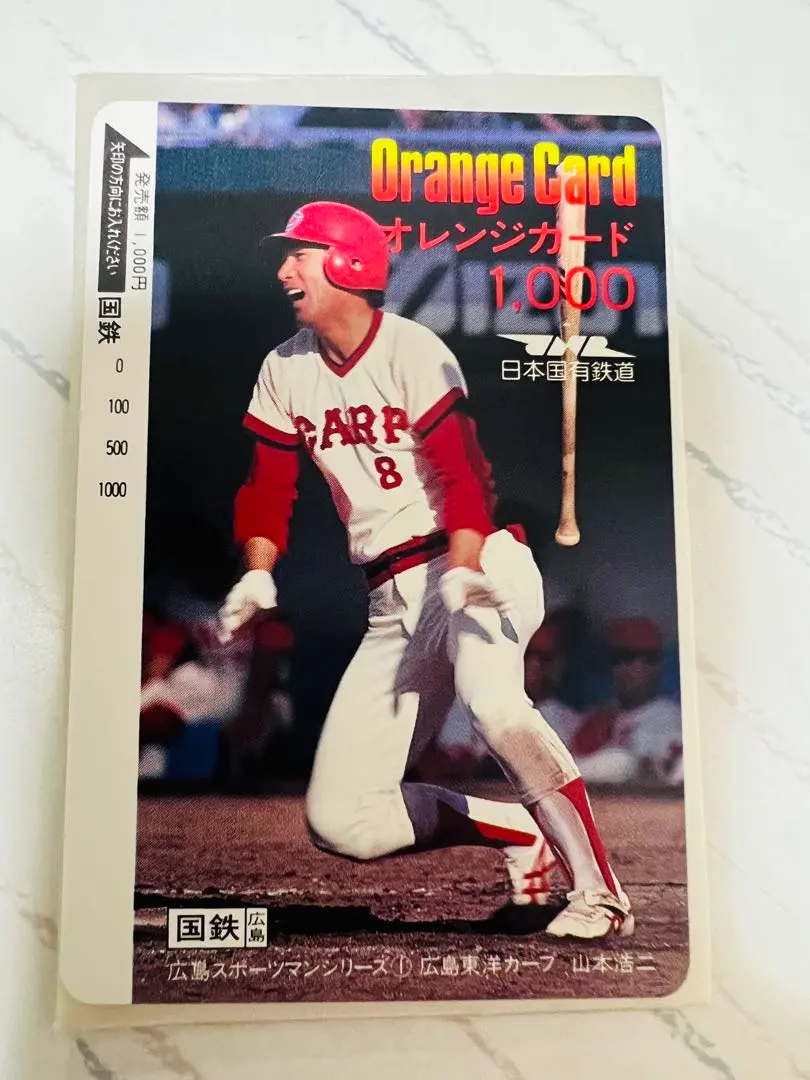 矢印の方向にお入れください
発売額 1,000円
国鉄
0
100
500
1000
Orange Card
オレンジカード
1,000
JNR
日本国有鉄道
CARP
8
国鉄 広島
広島スポーツマンシリーズ① 広島東洋カープ 山本浩二